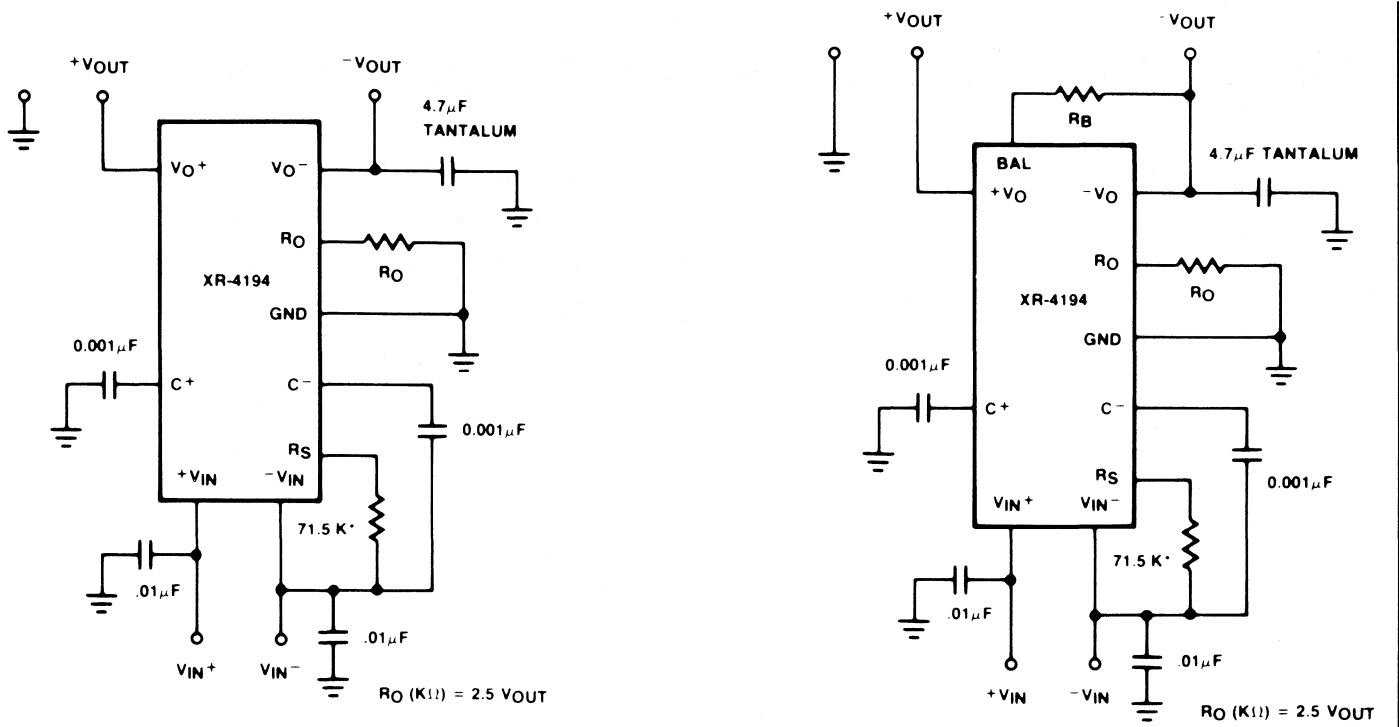 +VOUT
−VOUT
4.7µF
TANTALUM
VO+
VO−
RO
RO
XR-4194
GND
0.001µF
C+
C−
0.001µF
RS
+VIN
−VIN
71.5 K*
.01µF
.01µF
VIN+
VIN−
RO (KΩ) = 2.5 VOUT
+VOUT
−VOUT
RB
BAL
4.7µF TANTALUM
+VO
−VO
RO
RO
XR-4194
GND
0.001µF
C+
C−
0.001µF
RS
VIN+
VIN−
71.5 K*
.01µF
.01µF
+VIN
−VIN
RO (KΩ) = 2.5 VOUT